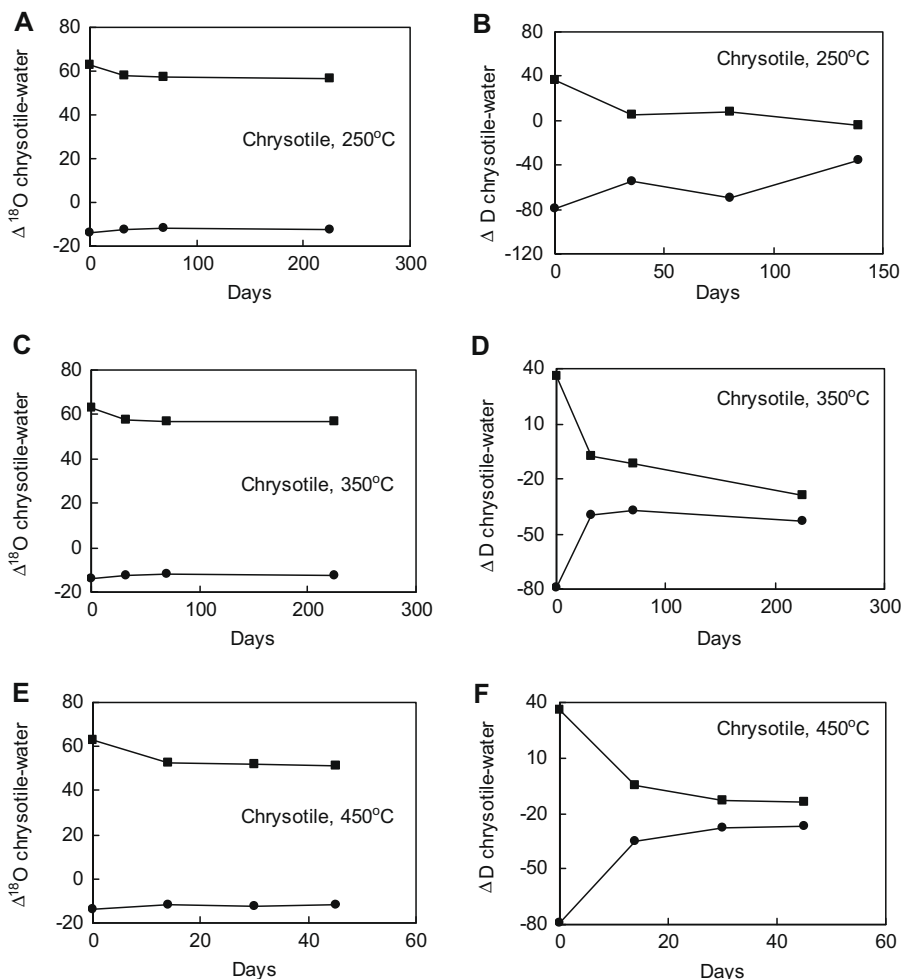 A
80
60
40
20
0
-20
0 100 200 300
Days
Δ ¹⁸O chrysotile-water
Chrysotile, 250°C
B
80
40
0
-40
-80
-120
0 50 100 150
Days
Δ D chrysotile-water
Chrysotile, 250°C
C
80
60
40
20
0
-20
0 100 200 300
Days
Δ¹⁸O chrysotile-water
Chrysotile, 350°C
D
40
10
-20
-50
-80
0 100 200 300
Days
Δ D chrysotile-water
Chrysotile, 350°C
E
80
60
40
20
0
-20
0 20 40 60
Days
Δ¹⁸O chrysotile-water
Chrysotile, 450°C
F
40
10
-20
-50
-80
0 20 40 60
Days
Δ D chrysotile-water
Chrysotile, 450°C